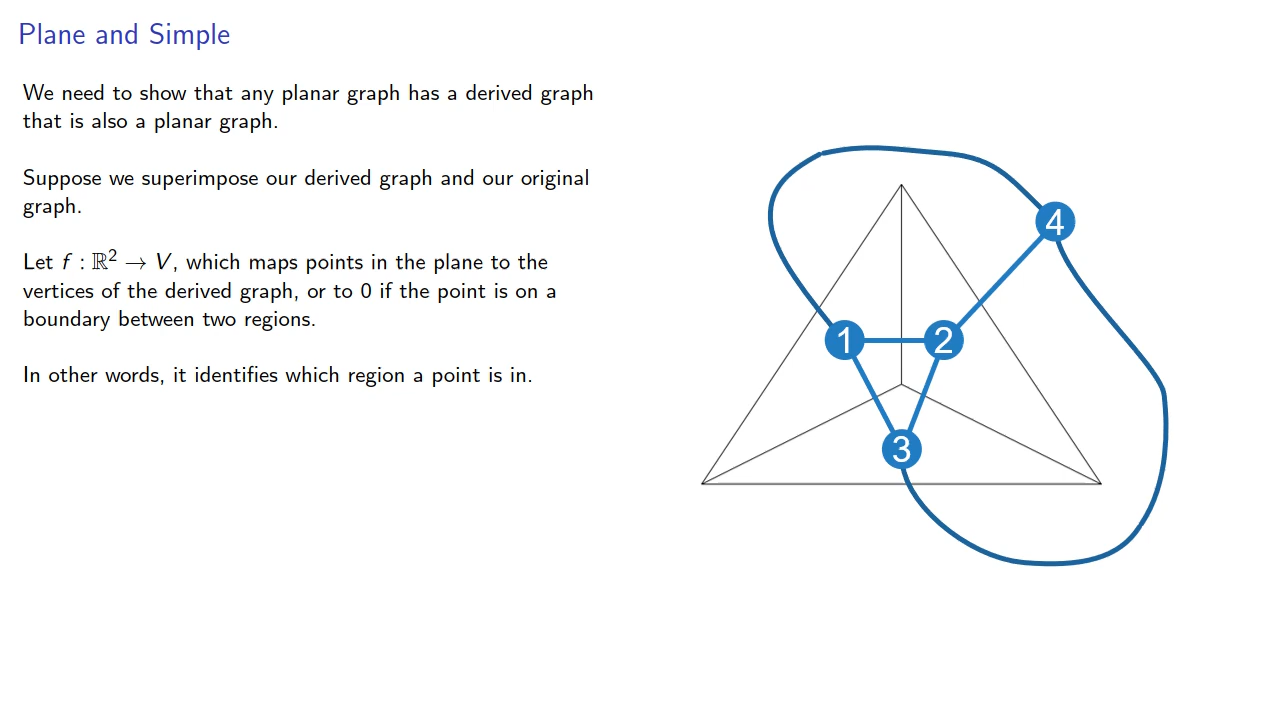 Plane and Simple
We need to show that any planar graph has a derived graph
that is also a planar graph.
Suppose we superimpose our derived graph and our original
graph.
Let f : ℝ² → V, which maps points in the plane to the
vertices of the derived graph, or to 0 if the point is on a
boundary between two regions.
In other words, it identifies which region a point is in.
4
1
2
3